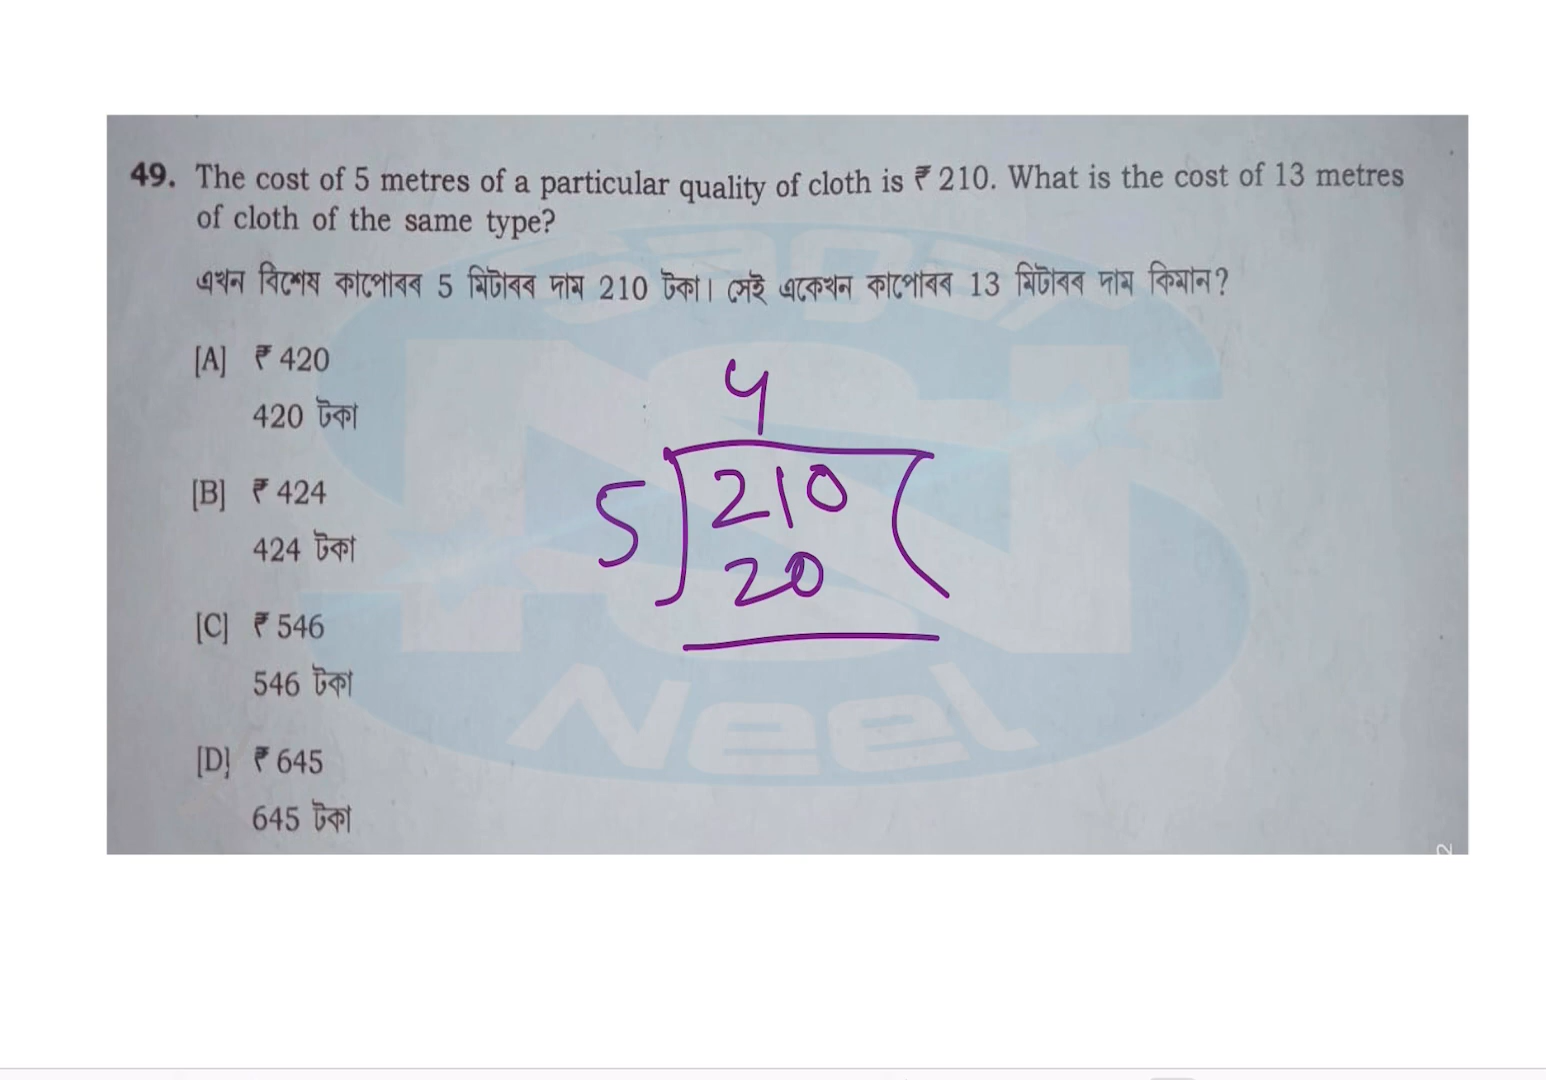 49. The cost of 5 metres of a particular quality of cloth is ₹ 210. What is the cost of 13 metres
of cloth of the same type?
এখন বিশেষ কাপোৰৰ 5 মিটাৰৰ দাম 210 টকা। সেই একেখন কাপোৰৰ 13 মিটাৰৰ দাম কিমান?
[A] ₹ 420
420 টকা
[B] ₹ 424
424 টকা
[C] ₹ 546
546 টকা
[D] ₹ 645
645 টকা
4
5 210
20
Neel
2